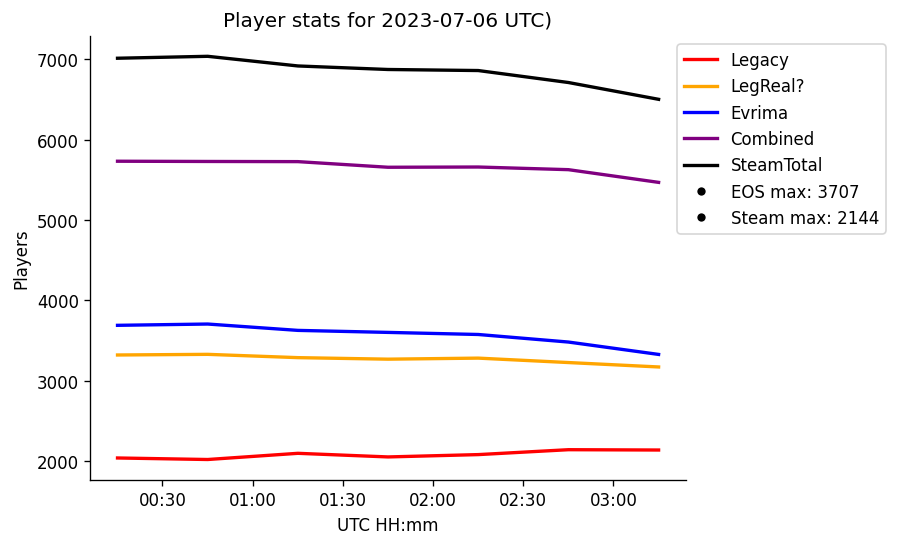 Player stats for 2023-07-06 UTC)
7000
6000
5000
4000
3000
2000
Players
00:30 01:00 01:30 02:00 02:30 03:00
UTC HH:mm
Legacy
LegReal?
Evrima
Combined
SteamTotal
EOS max: 3707
Steam max: 2144